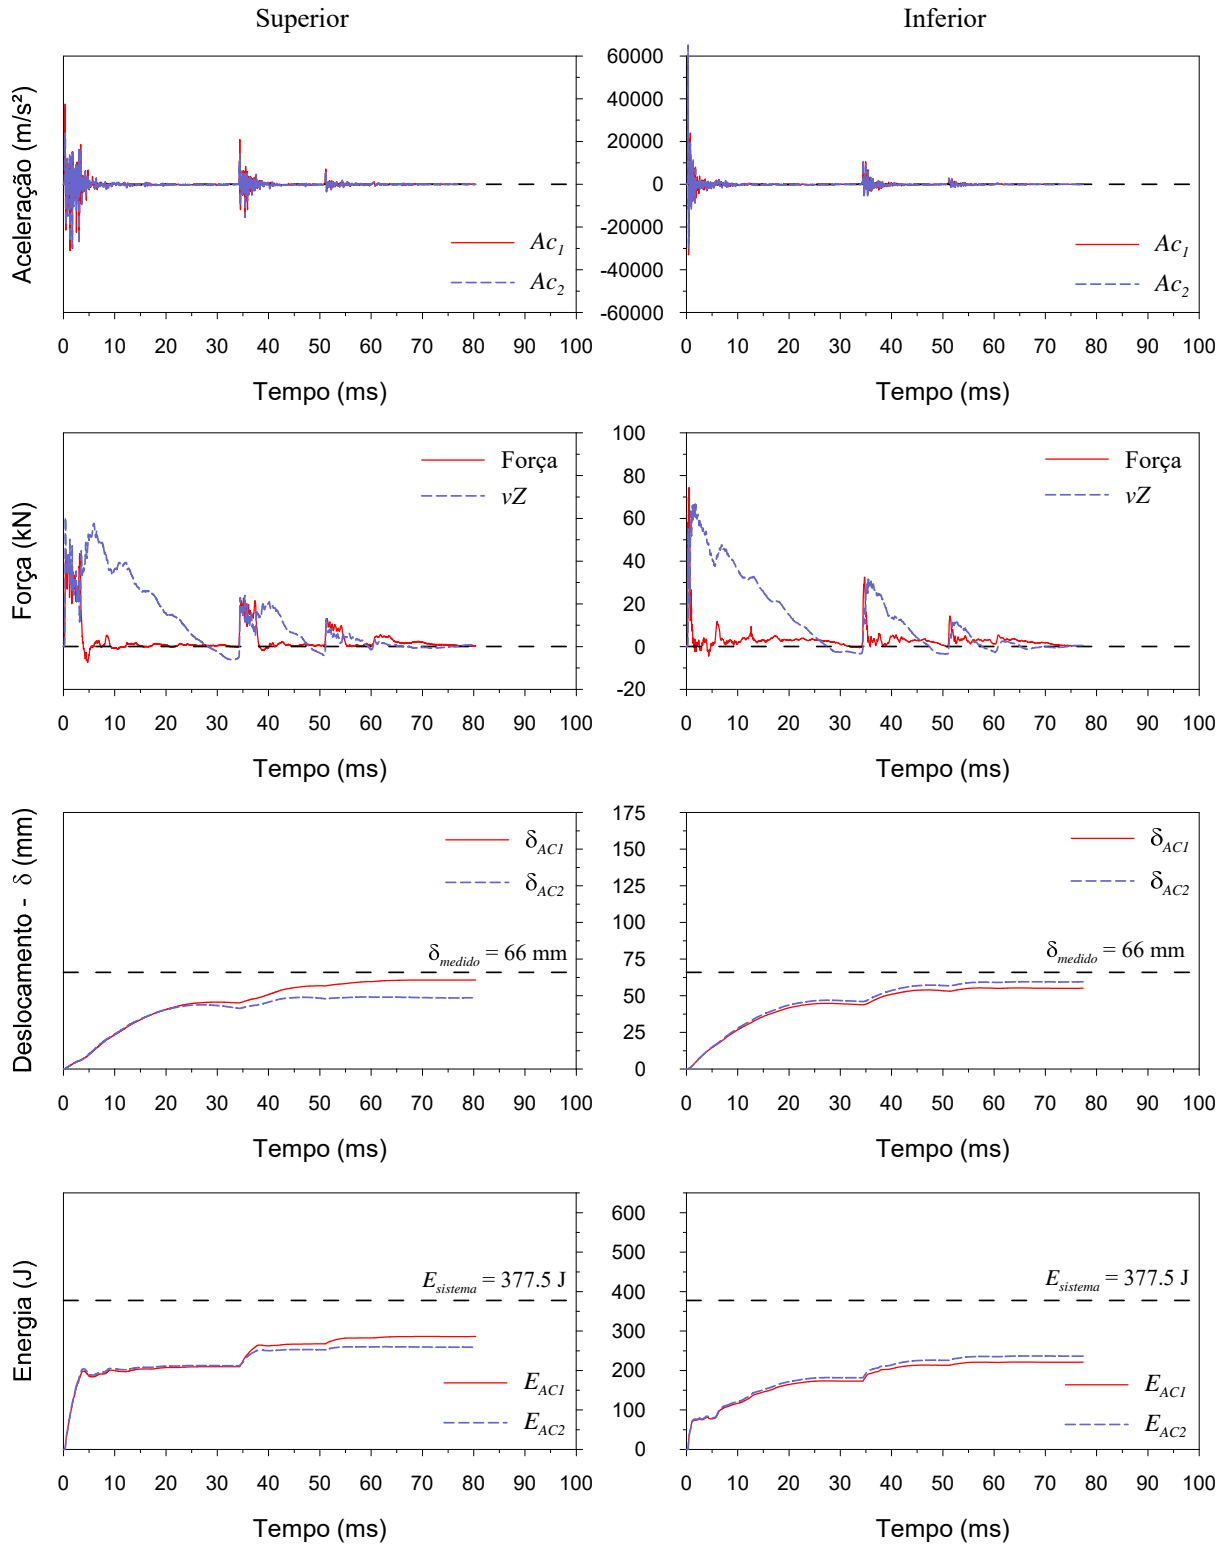 Superior Inferior
Aceleração (m/s²)
60000
40000
20000
0
-20000
-40000
-60000
Ac1
Ac2
Ac1
Ac2
0 10 20 30 40 50 60 70 80 90 100
0 10 20 30 40 50 60 70 80 90 100
Tempo (ms) Tempo (ms)
Força (kN)
100
80
60
40
20
0
-20
Força
vZ
Força
vZ
0 10 20 30 40 50 60 70 80 90 100
0 10 20 30 40 50 60 70 80 90 100
Tempo (ms) Tempo (ms)
Deslocamento - δ (mm)
175
150
125
100
75
50
25
0
δAC1
δAC2
δmedido = 66 mm
δAC1
δAC2
δmedido = 66 mm
0 10 20 30 40 50 60 70 80 90 100
0 10 20 30 40 50 60 70 80 90 100
Tempo (ms) Tempo (ms)
Energia (J)
600
500
400
300
200
100
0
Esistema = 377.5 J
EAC1
EAC2
Esistema = 377.5 J
EAC1
EAC2
0 10 20 30 40 50 60 70 80 90 100
0 10 20 30 40 50 60 70 80 90 100
Tempo (ms) Tempo (ms)